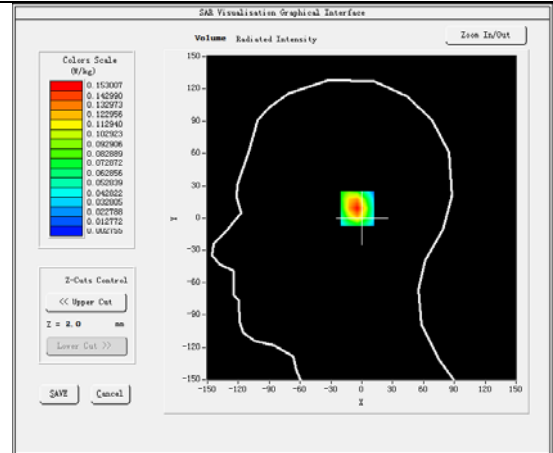 SAR Visualisation Graphical Interface
Volume Radiated Intensity
Zoom In/Out
Colors Scale
(W/kg)
0.153007
0.142990
0.132973
0.122956
0.112940
0.102923
0.092906
0.082889
0.072872
0.062856
0.052839
0.042822
0.032805
0.022788
0.012772
0.002755
Z-Cuts Control
<< Upper Cut
Z = 2.0 mm
Lower Cut >>
SAVE Cancel
150
120
90
60
30
Y 0
-30
-60
-90
-120
-150
-150 -120 -90 -60 -30 0 30 60 90 120 150
X